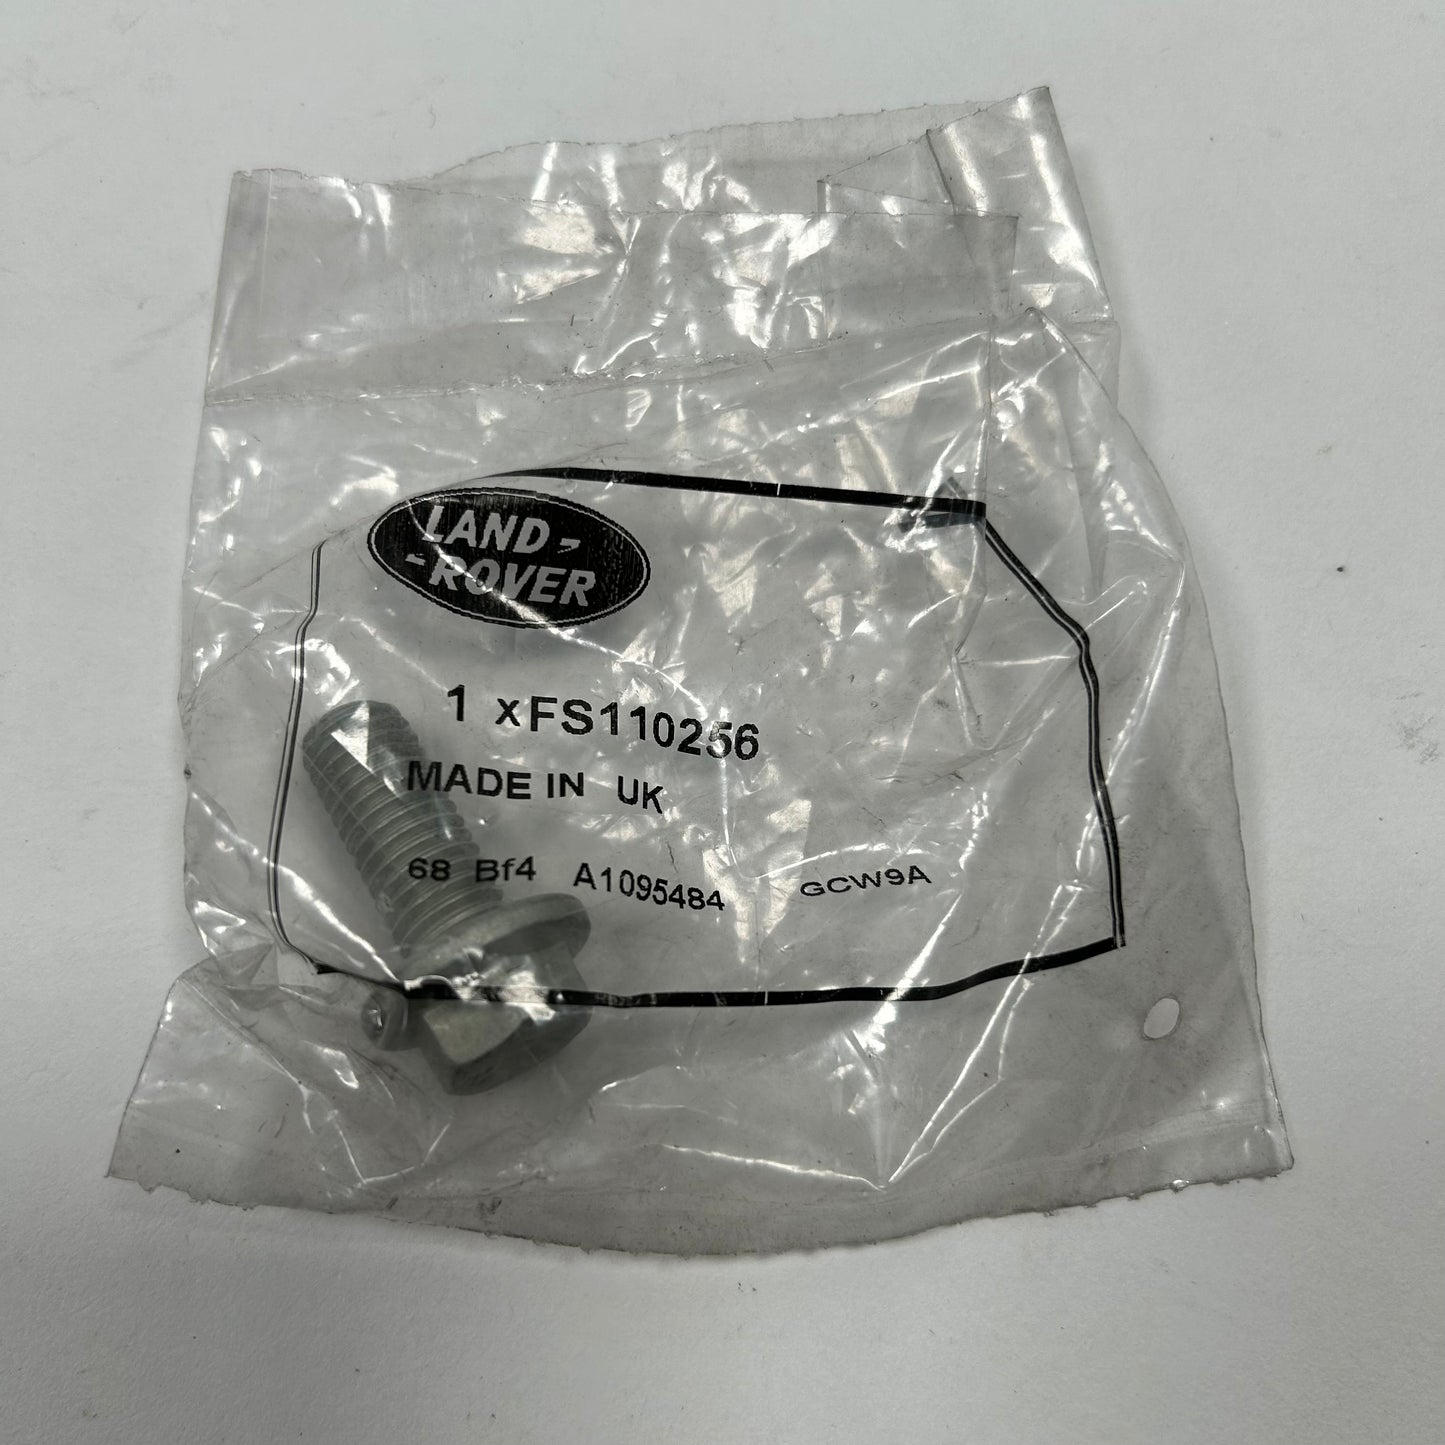 LAND-
-ROVER
1 xFS110256
MADE IN UK
68 Bf4 A1095484 GCW9A